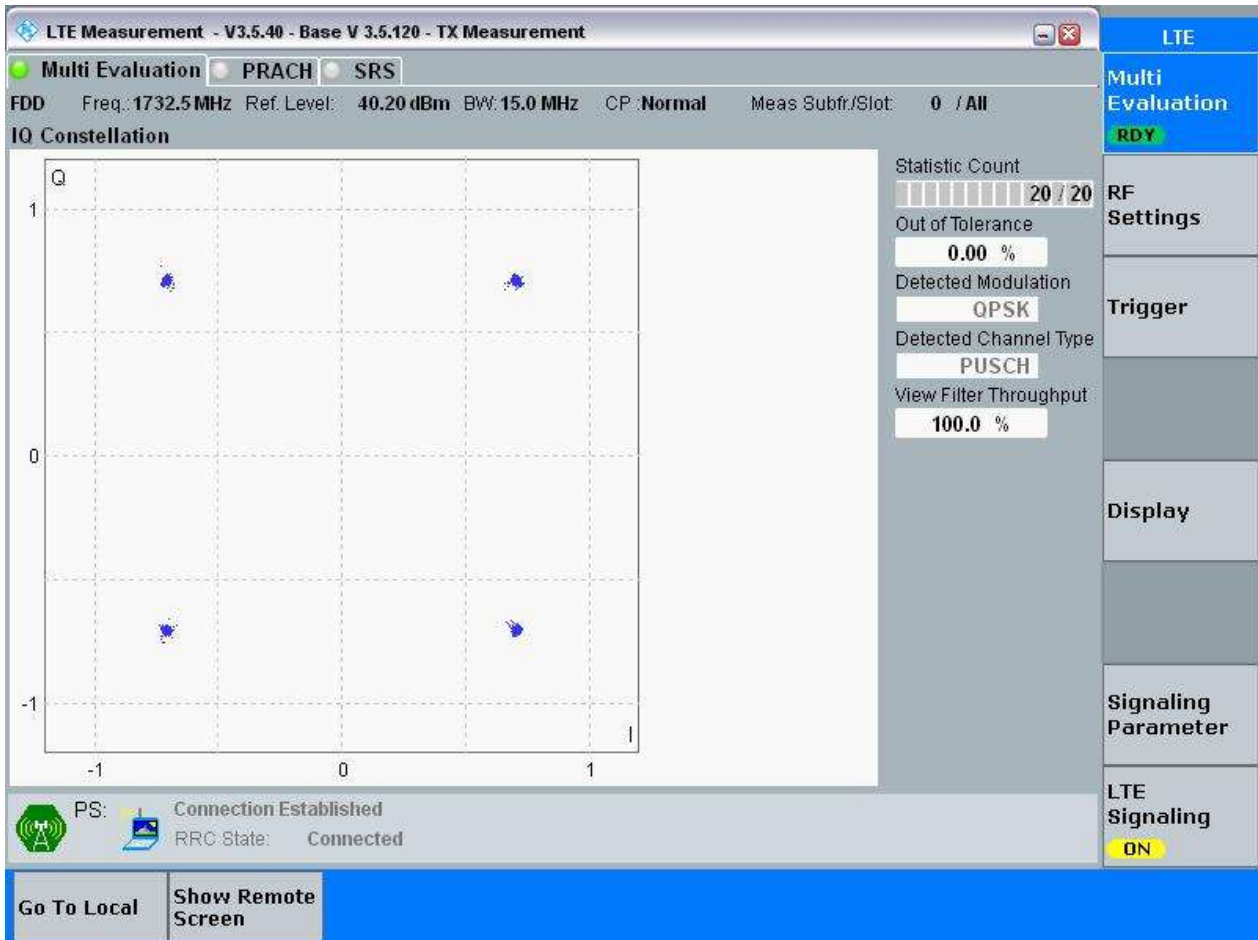 LTE Measurement - V3.5.40 - Base V 3.5.120 - TX Measurement
LTE
Multi Evaluation PRACH SRS
Multi
Evaluation
RDY
FDD Freq.: 1732.5 MHz Ref. Level: 40.20 dBm BW: 15.0 MHz CP : Normal Meas Subfr./Slot: 0 / All
IQ Constellation
Q
1
0
-1
I
-1 0 1
Statistic Count
20 / 20
Out of Tolerance
0.00 %
Detected Modulation
QPSK
Detected Channel Type
PUSCH
View Filter Throughput
100.0 %
RF
Settings
Trigger
Display
Signaling
Parameter
LTE
Signaling
ON
PS: Connection Established
RRC State: Connected
Go To Local
Show Remote
Screen